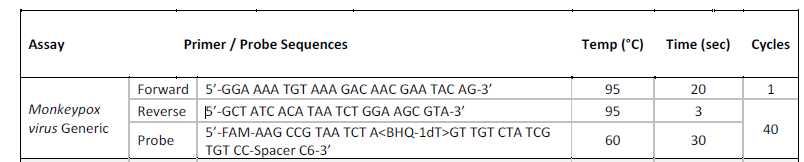 Assay Primer / Probe Sequences Temp (°C) Time (sec) Cycles
Forward 5’-GGA AAA TGT AAA GAC AAC GAA TAC AG-3’ 95 20 1
Monkeypox virus Generic Reverse 5’-GCT ATC ACA TAA TCT GGA AGC GTA-3’ 95 3 40
Probe 5’-FAM-AAG CCG TAA TCT A<BHQ-1dT>GT TGT CTA TCG 60 30
TGT CC-Spacer C6-3’